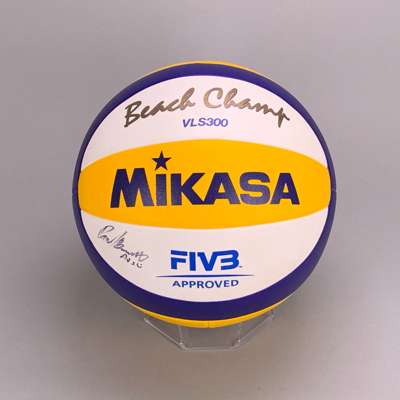 Beach Champ
VLS300
MIKASA
FIVB
APPROVED